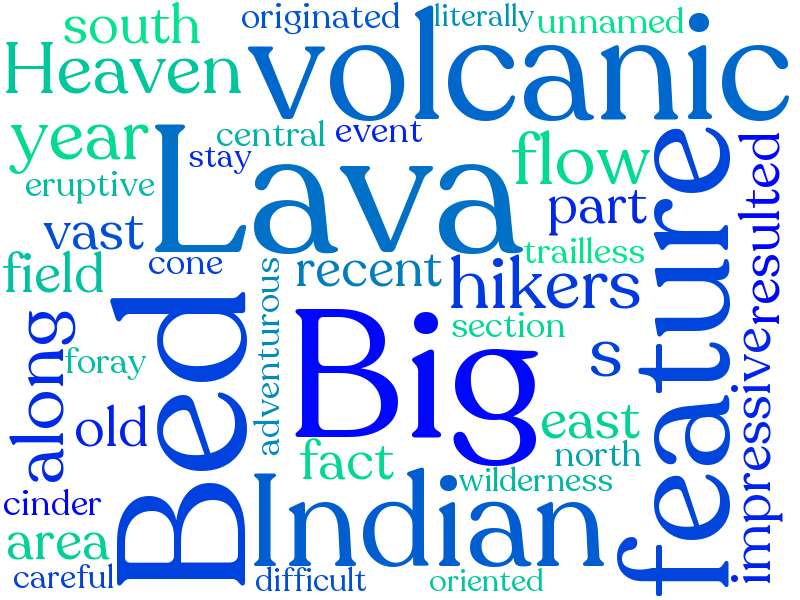 south
originated
literally
unnamed
Heaven
volcanic
year
central
event
stay
Lava
flow
feature
resulted
eruptive
part
vast
cone
recent
trailless
field
hikers
Bed
adventurous
Big
section
along
foray
s
impressive
old
east
fact
north
Indian
wilderness
cinder
area
careful
difficult
oriented